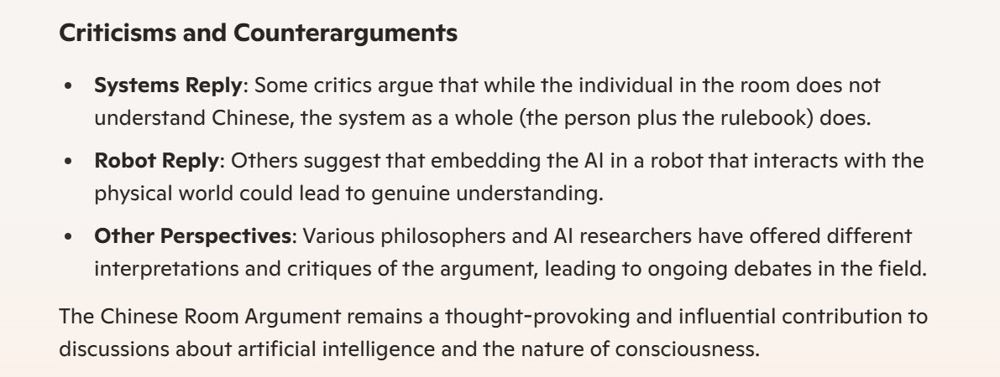 Criticisms and Counterarguments
• Systems Reply: Some critics argue that while the individual in the room does not
understand Chinese, the system as a whole (the person plus the rulebook) does.
• Robot Reply: Others suggest that embedding the AI in a robot that interacts with the
physical world could lead to genuine understanding.
• Other Perspectives: Various philosophers and AI researchers have offered different
interpretations and critiques of the argument, leading to ongoing debates in the field.
The Chinese Room Argument remains a thought-provoking and influential contribution to
discussions about artificial intelligence and the nature of consciousness.